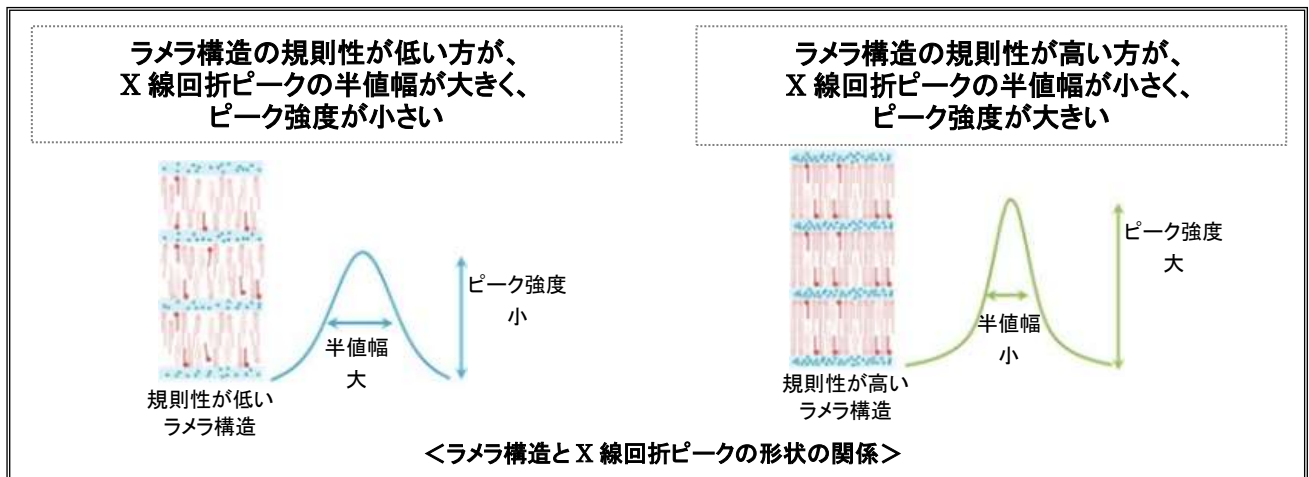 ラメラ構造の規則性が低い方が、
X 線回折ピークの半値幅が大きく、
ピーク強度が小さい
ラメラ構造の規則性が高い方が、
X 線回折ピークの半値幅が小さく、
ピーク強度が大きい
ピーク強度
小
半値幅
大
規則性が低い
ラメラ構造
ピーク強度
大
半値幅
小
規則性が高い
ラメラ構造
＜ラメラ構造と X 線回折ピークの形状の関係＞